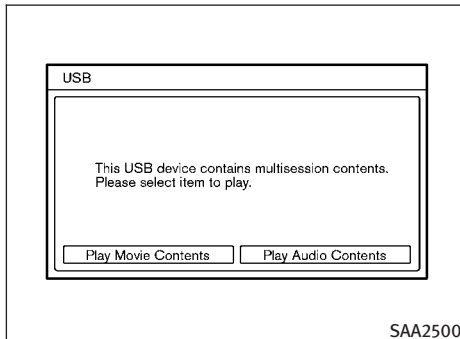 USB
This USB device contains multisession contents.
Please select item to play.
Play Movie Contents
Play Audio Contents
SAA2500